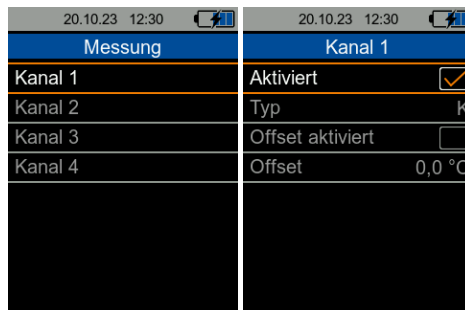 20.10.23 12:30
Messung
Kanal 1
Kanal 2
Kanal 3
Kanal 4
20.10.23 12:30
Kanal 1
Aktiviert
Typ K
Offset aktiviert
Offset 0,0 °C